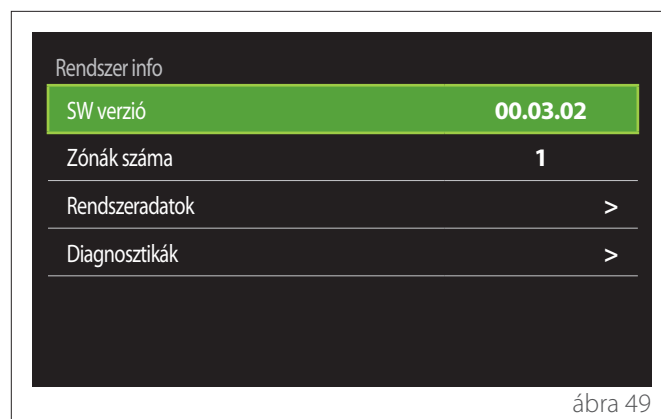 Rendszer info
SW verzió 00.03.02
Zónák száma 1
Rendszeradatok >
Diagnosztikák >
ábra 49